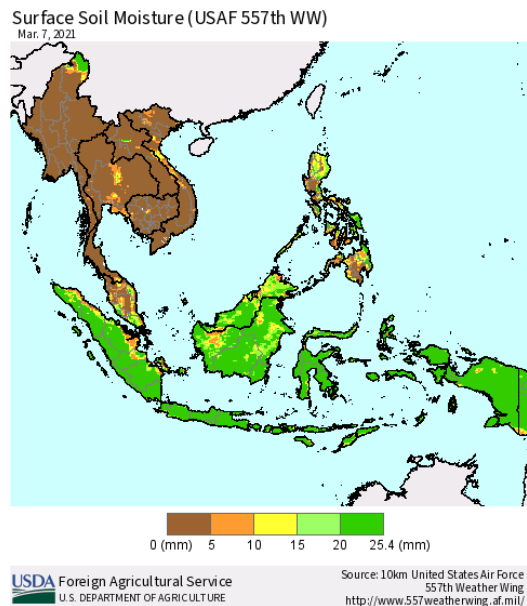 Surface Soil Moisture (USAF 557th WW)
Mar. 7, 2021
0 (mm) 5 10 15 20 25.4 (mm)
USDA Foreign Agricultural Service
U.S. DEPARTMENT OF AGRICULTURE
Source: 10km United States Air Force
557th Weather Wing
http://www.557weatherwing.af.mil/